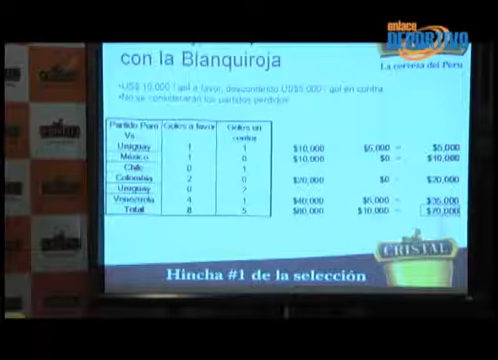 enlace
DEPORTIVO
La cerveza del Perú
con la Blanquiroja
•US$ 10,000 / gol a favor, descontando US$5,000 / gol en contra.
•No se considerarán los partidos perdidos
Partido Perú Vs. Goles a favor Goles en contra
Uruguay 1 1 $10,000 $5,000 = $5,000
México 1 0 $10,000 $0 = $10,000
Chile 0 1
Colombia 2 0 $20,000 $0 = $20,000
Uruguay 0 2
Venezuela 4 1 $40,000 $5,000 = $35,000
Total 8 5 $80,000 $10,000 = $70,000
CRISTAL
Hincha #1 de la selección